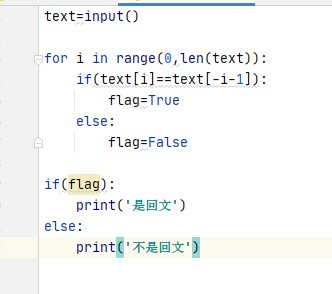 text=input()
for i in range(0,len(text)):
    if(text[i]==text[-i-1]):
        flag=True
    else:
        flag=False
if(flag):
    print('是回文')
else:
    print('不是回文')